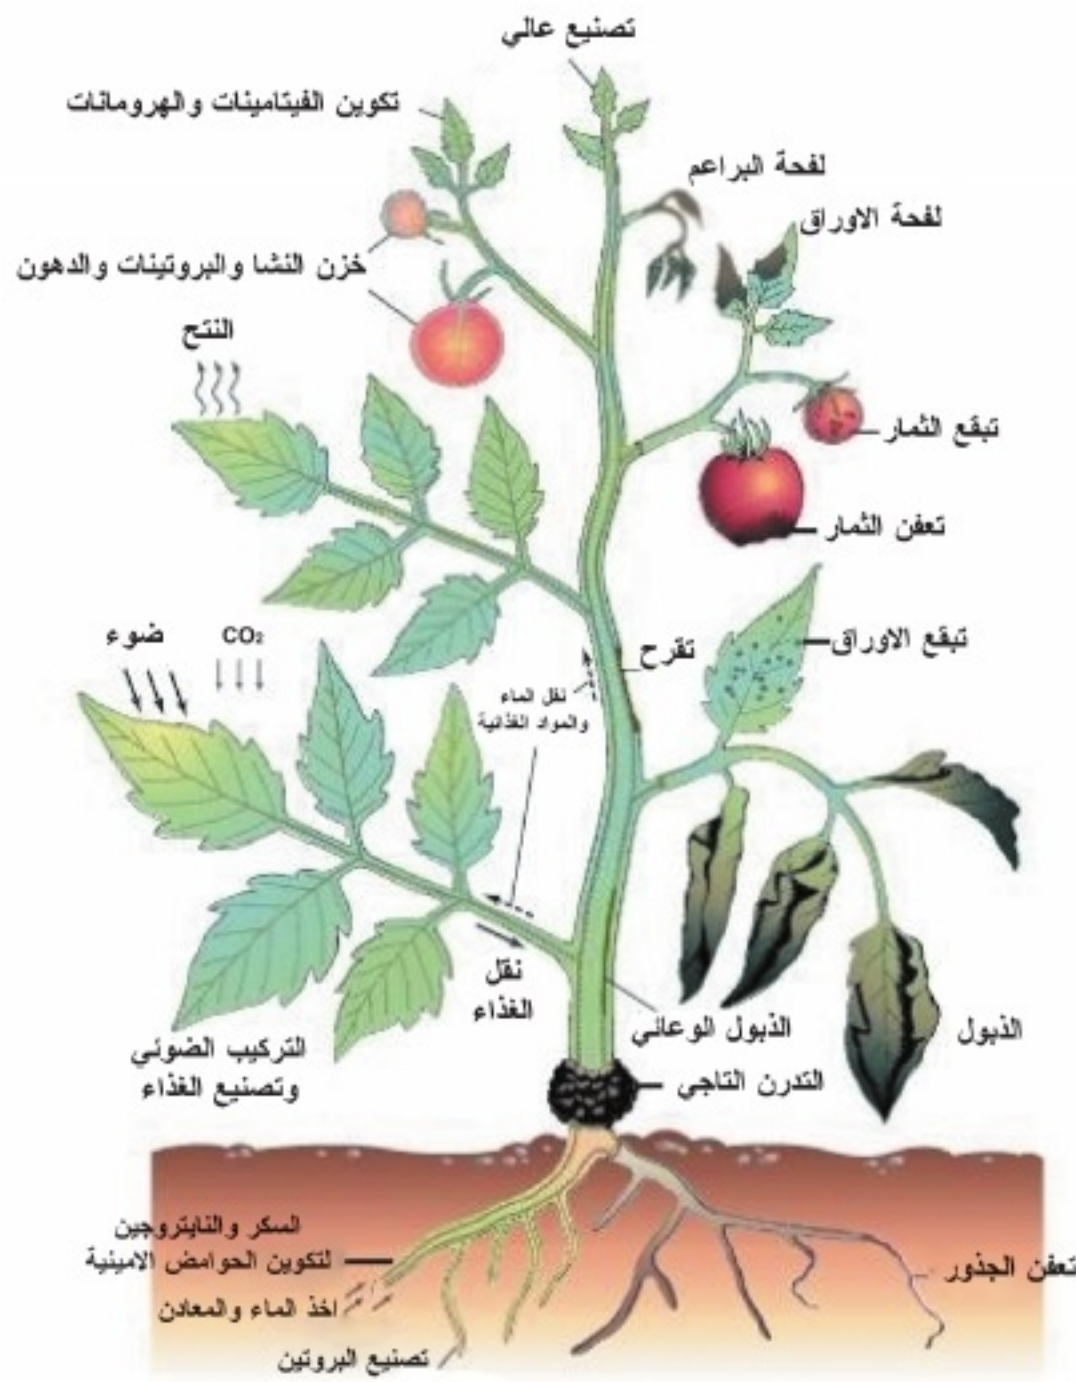 تصنيع عالي
تكوين الفيتامينات والهرومانات
لفحة البراعم
لفحة الاوراق
خزن النشا والبروتينات والدهون
النتح
تبقع الثمار
تعفن الثمار
ضوء
CO₂
تبقع الاوراق
تقرح
نقل الماء
والمواد الغذائية
نقل
الغذاء
الذبول الوعائي
الذبول
التركيب الضوئي
وتصنيع الغذاء
التدرن التاجي
السكر والنايتروجين
لتكوين الحوامض الامينية
تعفن الجذور
اخذ الماء والمعادن
تصنيع البروتين